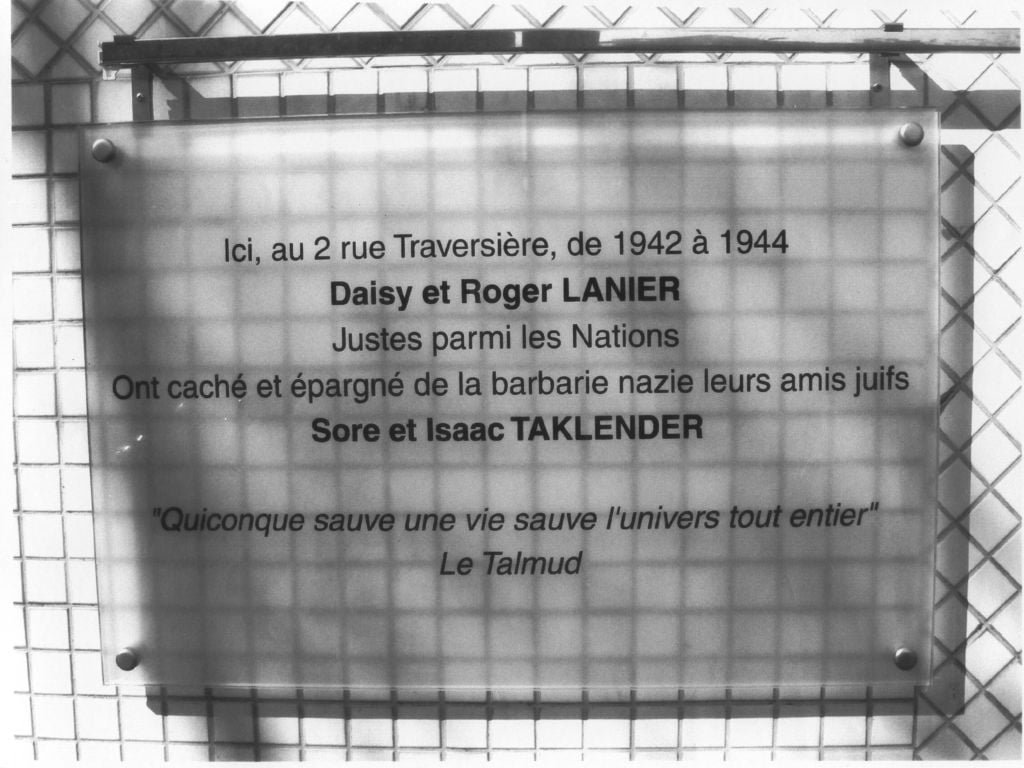 Ici, au 2 rue Traversière, de 1942 à 1944
Daisy et Roger LANIER
Justes parmi les Nations
Ont caché et épargné de la barbarie nazie leurs amis juifs
Sore et Isaac TAKLENDER
"Quiconque sauve une vie sauve l'univers tout entier"
Le Talmud